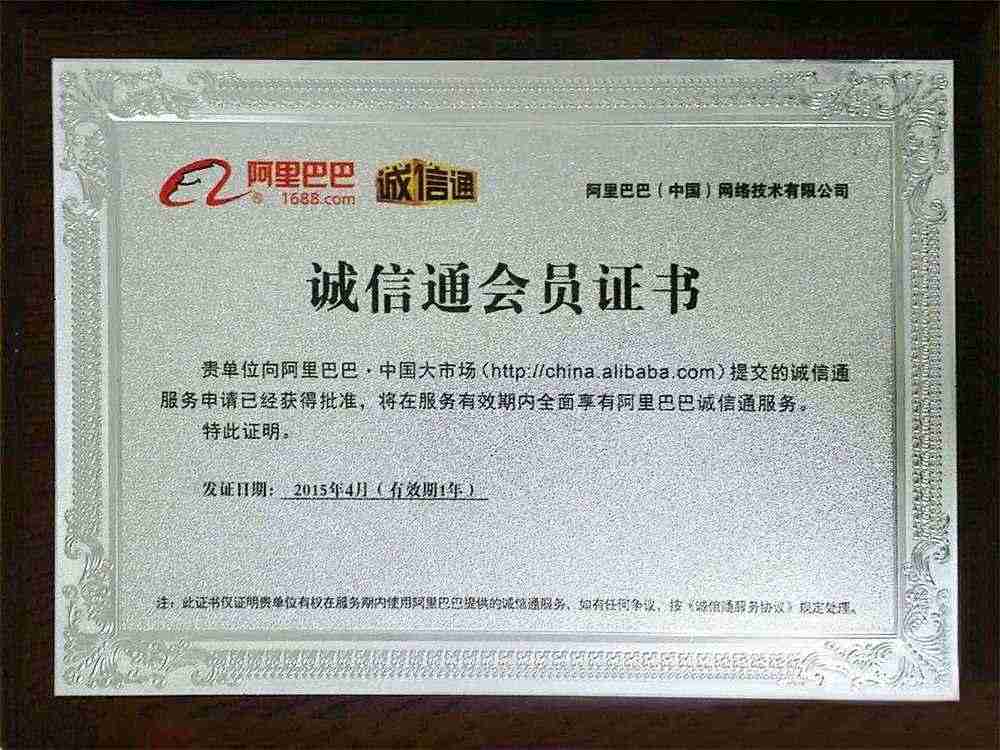 阿里巴巴
1688.com
诚信通
阿里巴巴(中国)网络技术有限公司
诚信通会员证书
贵单位向阿里巴巴·中国大市场(http://china.alibaba.com)提交的诚信通
服务申请已经获得批准，将在服务有效期内全面享有阿里巴巴诚信通服务。
特此证明。
发证日期： 2015年4月(有效期1年)
注：此证书仅证明贵单位有权在服务期内使用阿里巴巴提供的诚信通服务，如有任何争议，按《诚信通服务协议》规定处理。